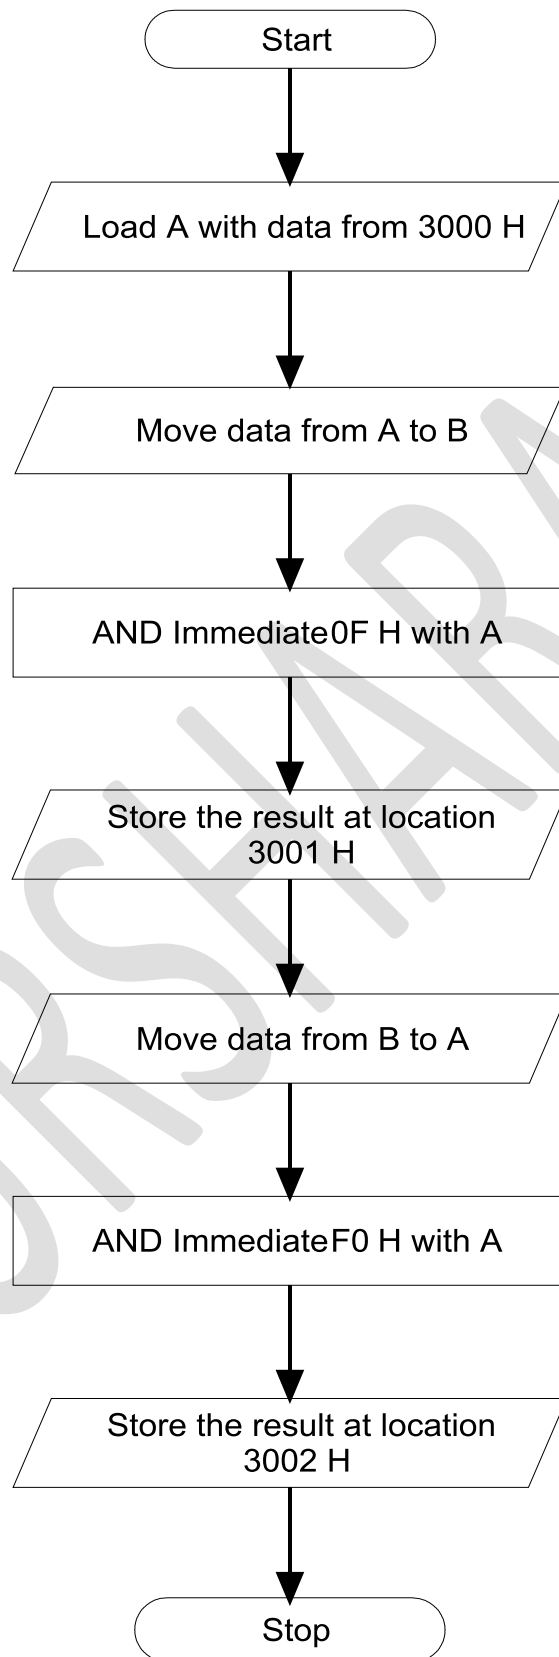 Start
Load A with data from 3000 H
Move data from A to B
AND Immediate0F H with A
Store the result at location
3001 H
Move data from B to A
AND ImmediateF0 H with A
Store the result at location
3002 H
Stop